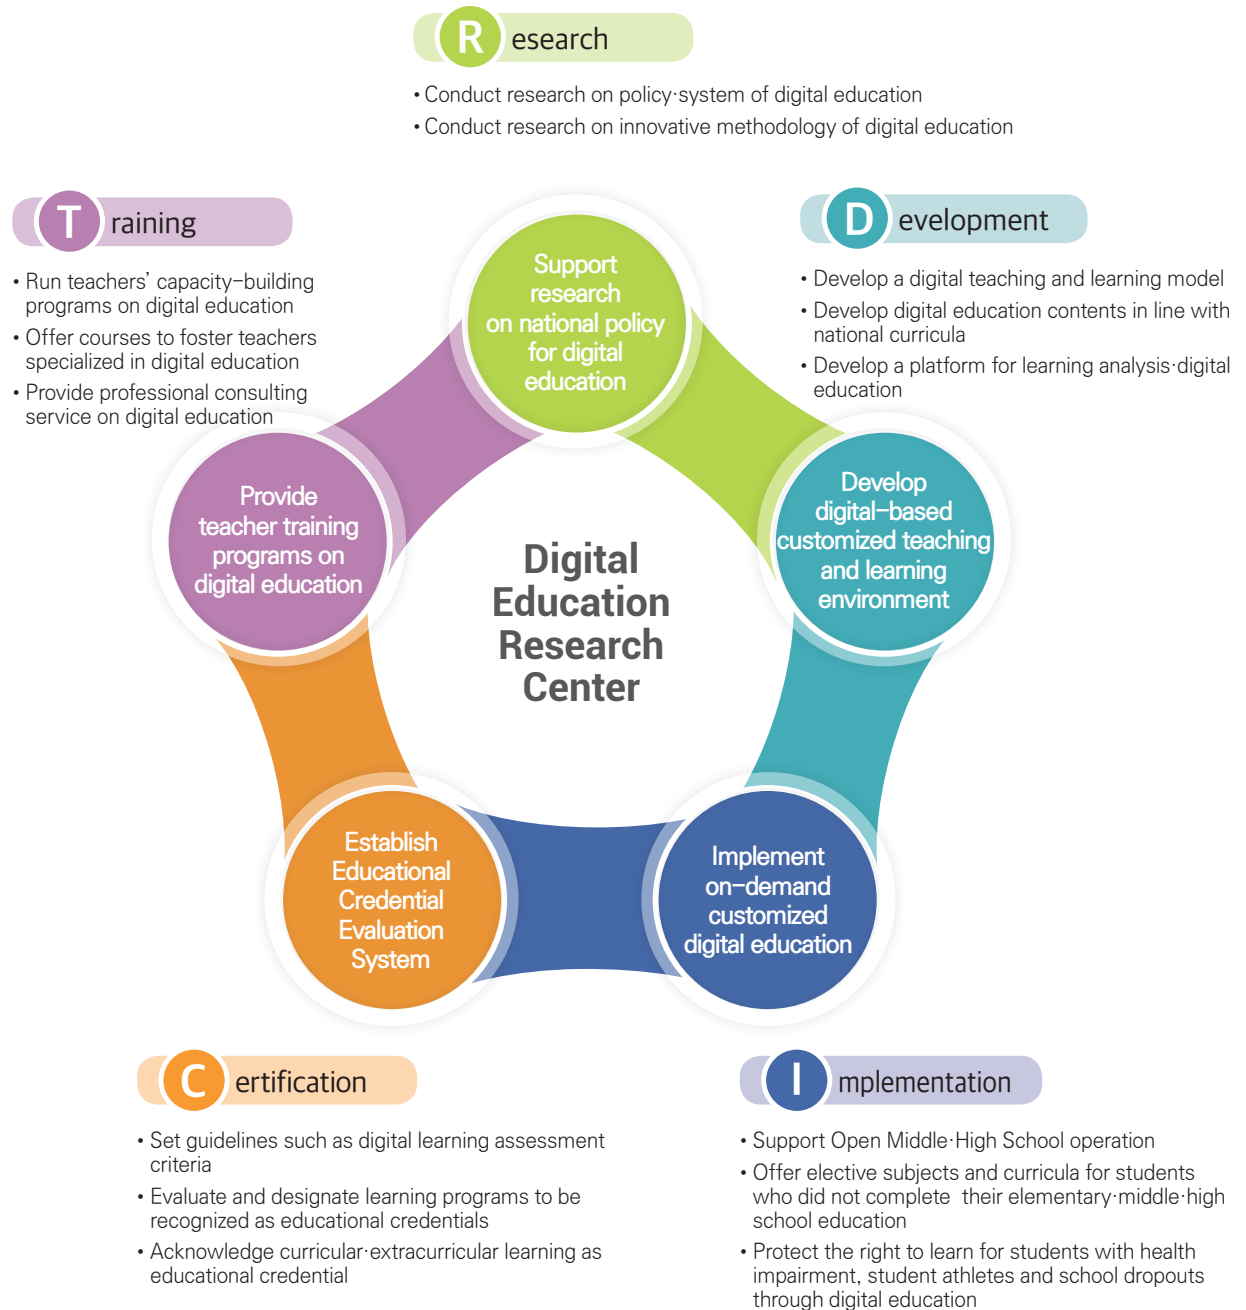 Research
• Conduct research on policy·system of digital education
• Conduct research on innovative methodology of digital education
Training
• Run teachers’ capacity-building
programs on digital education
• Offer courses to foster teachers
specialized in digital education
• Provide professional consulting
service on digital education
Development
• Develop a digital teaching and learning model
• Develop digital education contents in line with
national curricula
• Develop a platform for learning analysis·digital
education
Support
research
on national policy
for digital
education
Provide
teacher training
programs on
digital education
Develop
digital-based
customized teaching
and learning
environment
Digital
Education
Research
Center
Establish
Educational
Credential
Evaluation
System
Implement
on-demand
customized
digital education
Certification
• Set guidelines such as digital learning assessment
criteria
• Evaluate and designate learning programs to be
recognized as educational credentials
• Acknowledge curricular·extracurricular learning as
educational credential
Implementation
• Support Open Middle·High School operation
• Offer elective subjects and curricula for students
who did not complete their elementary·middle·high
school education
• Protect the right to learn for students with health
impairment, student athletes and school dropouts
through digital education